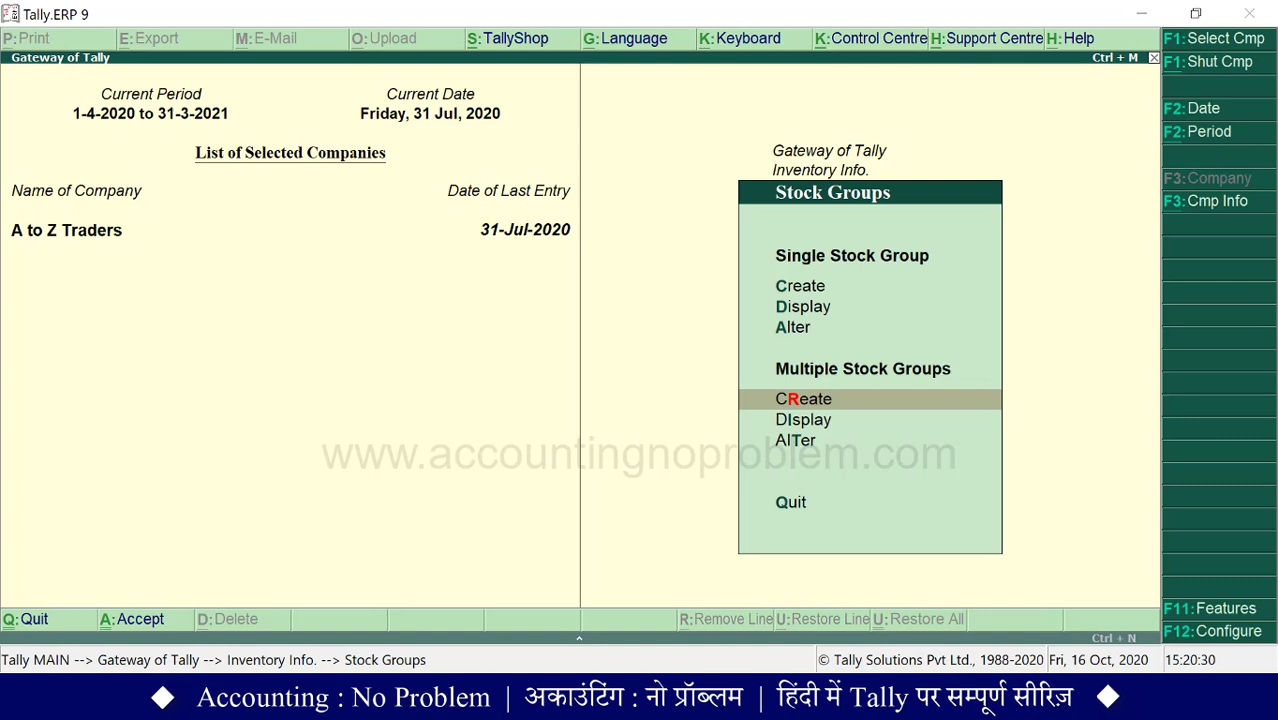 Tally.ERP 9
P: Print E: Export M: E-Mail O: Upload S: TallyShop G: Language K: Keyboard K: Control Centre H: Support Centre H: Help
Gateway of Tally Ctrl + M
Current Period Current Date
1-4-2020 to 31-3-2021 Friday, 31 Jul, 2020
List of Selected Companies
Name of Company Date of Last Entry
A to Z Traders 31-Jul-2020
Gateway of Tally
Inventory Info.
Stock Groups
Single Stock Group
Create
Display
Alter
Multiple Stock Groups
CReate
DIsplay
AlTer
Quit
www.accountingnoproblem.com
F1: Select Cmp
F1: Shut Cmp
F2: Date
F2: Period
F3: Company
F3: Cmp Info
F11: Features
F12: Configure
Q: Quit A: Accept D: Delete R: Remove Line U: Restore Line U: Restore All
Ctrl + N
Tally MAIN --> Gateway of Tally --> Inventory Info. --> Stock Groups © Tally Solutions Pvt Ltd., 1988-2020 Fri, 16 Oct, 2020 15:20:30
Accounting : No Problem | अकाउंटिंग : नो प्रॉब्लम | हिंदी में Tally पर सम्पूर्ण सीरिज़